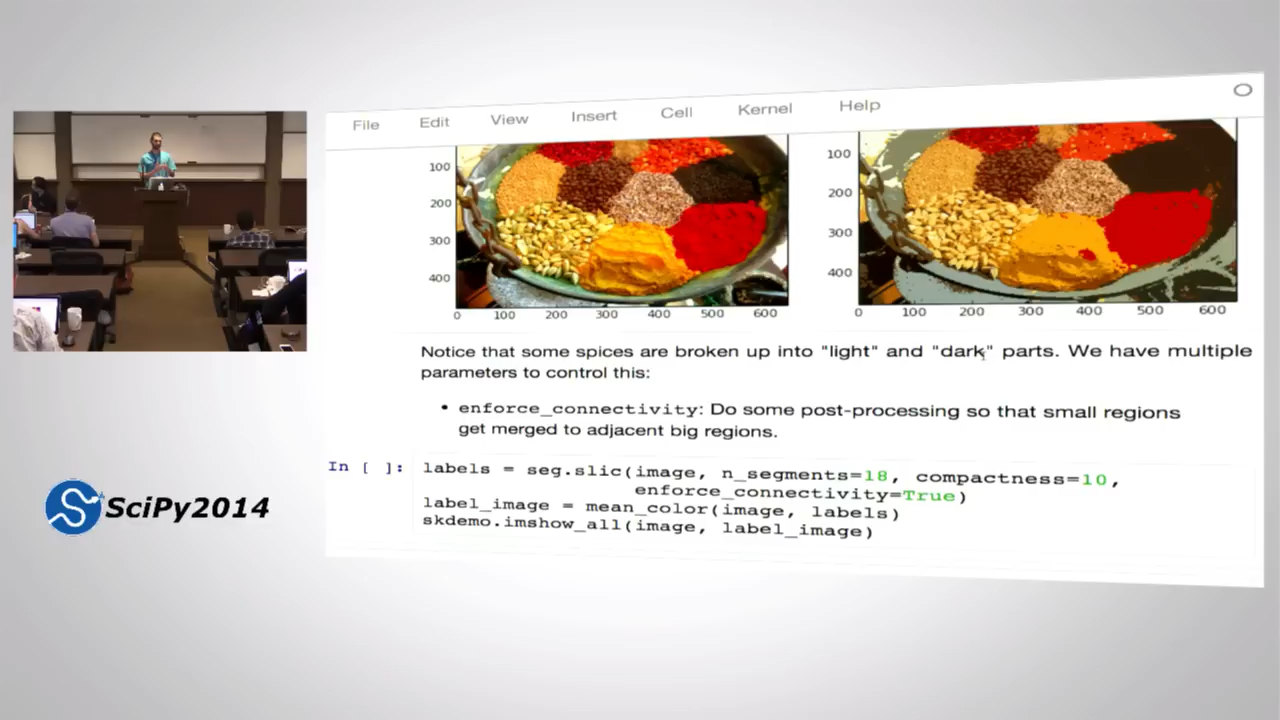 File Edit View Insert Cell Kernel Help
100
200
300
400
0 100 200 300 400 500 600
100
200
300
400
0 100 200 300 400 500 600
Notice that some spices are broken up into "light" and "dark" parts. We have multiple
parameters to control this:
• enforce_connectivity: Do some post-processing so that small regions
get merged to adjacent big regions.
In [ ]: labels = seg.slic(image, n_segments=18, compactness=10,
enforce_connectivity=True)
label_image = mean_color(image, labels)
skdemo.imshow_all(image, label_image)
SciPy2014